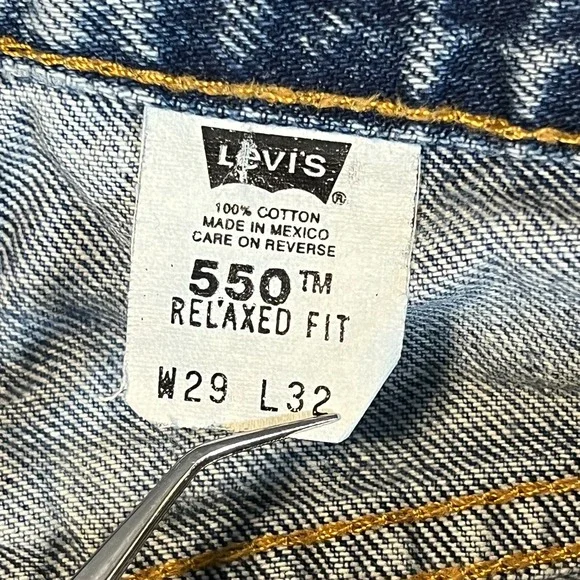 LEVI'S ®
100% COTTON
MADE IN MEXICO
CARE ON REVERSE
550™
RELAXED FIT
W29 L32